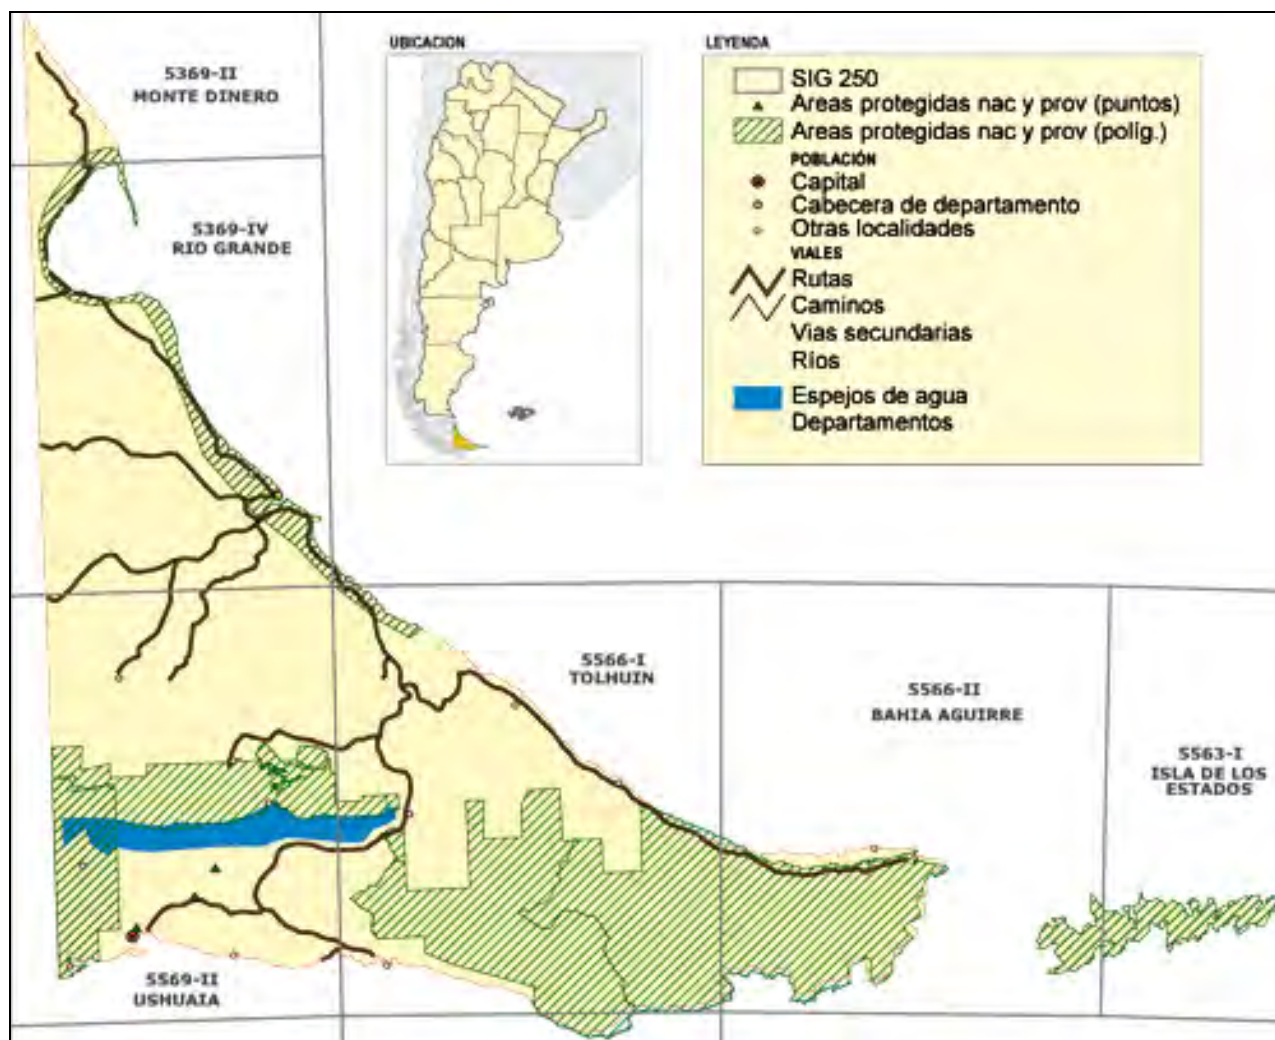 UBICACION
LEYENDA
SIG 250
Areas protegidas nac y prov (puntos)
Areas protegidas nac y prov (políg.)
POBLACIÓN
Capital
Cabecera de departamento
Otras localidades
VIALES
Rutas
Caminos
Vias secundarias
Ríos
Espejos de agua
Departamentos
5369-II
MONTE DINERO
5369-IV
RIO GRANDE
5566-I
TOLHUIN
5566-II
BAHIA AGUIRRE
5563-I
ISLA DE LOS
ESTADOS
5569-II
USHUAIA